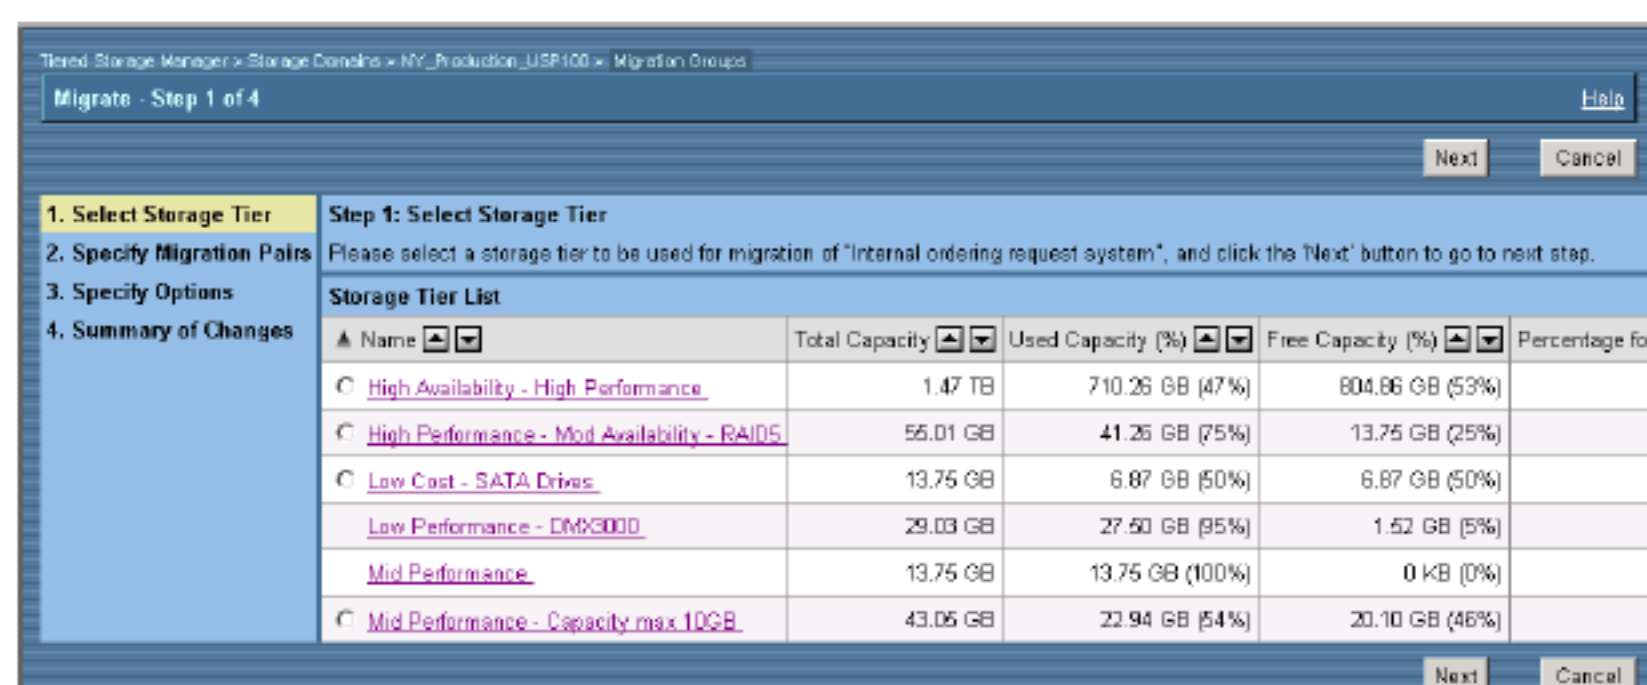 Tiered Storage Manager > Storage Domains > NY_Production_USP100 > Migration Groups
Migrate - Step 1 of 4 Help
Next Cancel
1. Select Storage Tier
2. Specify Migration Pairs
3. Specify Options
4. Summary of Changes
Step 1: Select Storage Tier
Please select a storage tier to be used for migration of "Internal ordering request system", and click the 'Next' button to go to next step.
Storage Tier List
Name Total Capacity Used Capacity (%) Free Capacity (%) Percentage fo
High Availability - High Performance 1.47 TB 710.26 GB (47%) 804.86 GB (53%)
High Performance - Mod Availability - RAID5 55.01 GB 41.26 GB (75%) 13.75 GB (25%)
Low Cost - SATA Drives 13.75 GB 6.87 GB (50%) 6.87 GB (50%)
Low Performance - DMX3000 29.03 GB 27.50 GB (95%) 1.52 GB (5%)
Mid Performance 13.75 GB 13.75 GB (100%) 0 KB (0%)
Mid Performance - Capacity max 10GB 43.05 GB 22.94 GB (54%) 20.10 GB (46%)
Next Cancel